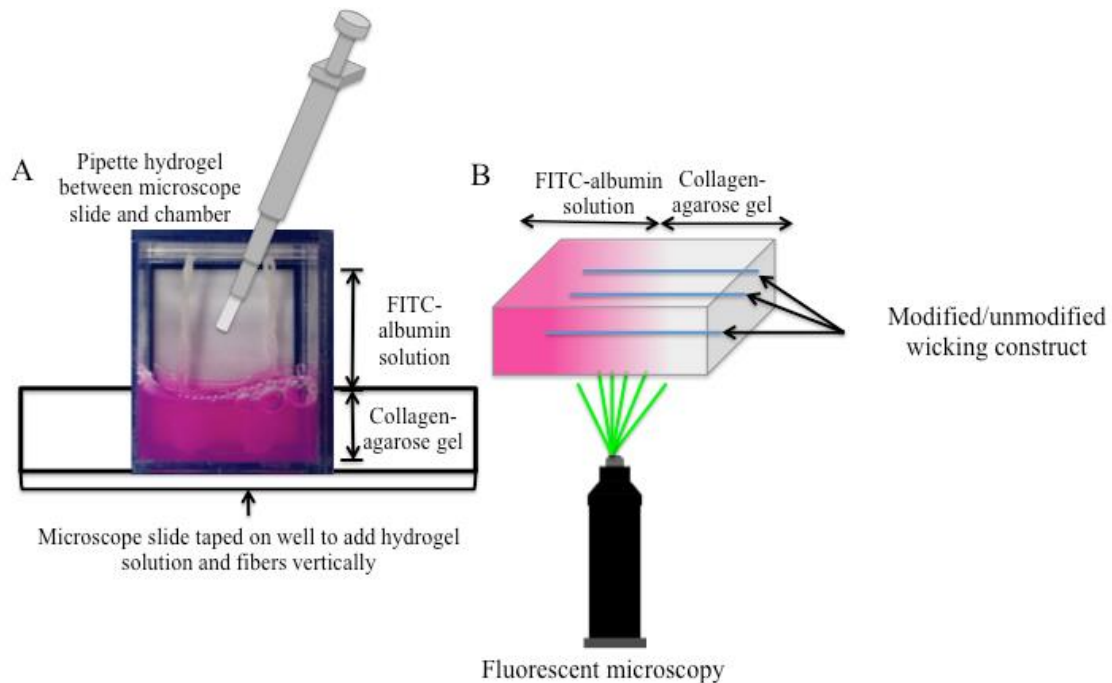 A
Pipette hydrogel
between microscope
slide and chamber
FITC-
albumin
solution
Collagen-
agarose gel
Microscope slide taped on well to add hydrogel
solution and fibers vertically
B
FITC-albumin
solution
Collagen-
agarose gel
Modified/unmodified
wicking construct
Fluorescent microscopy